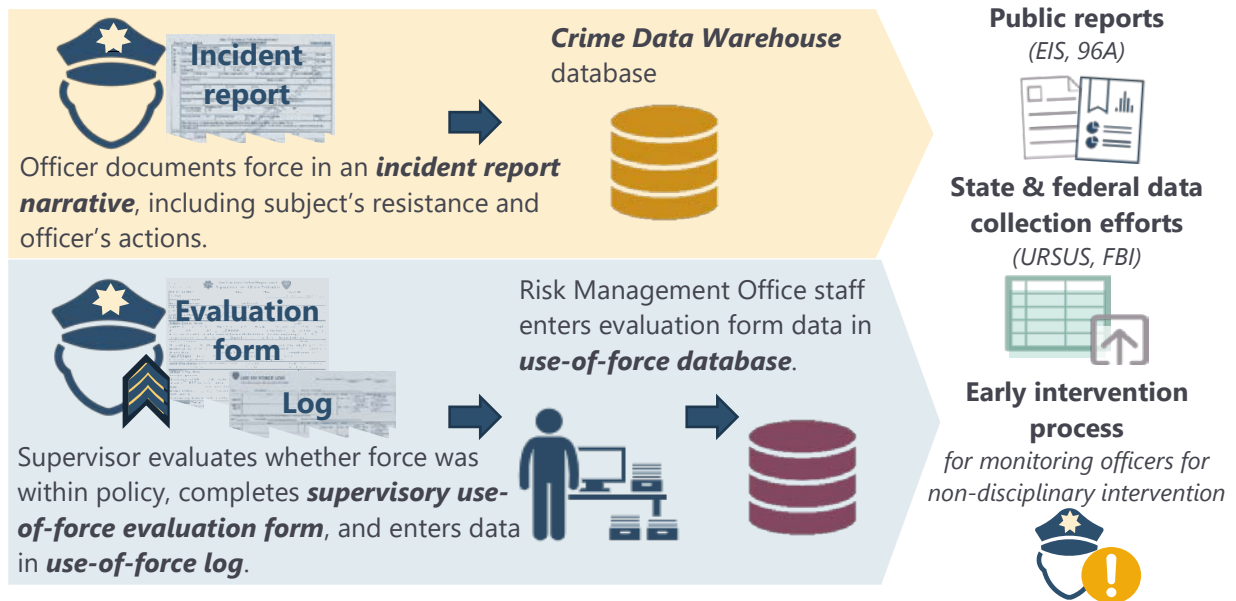 Incident
report
Crime Data Warehouse
database
Officer documents force in an incident report
narrative, including subject's resistance and
officer's actions.
Evaluation
form
Log
Supervisor evaluates whether force was
within policy, completes supervisory use-
of-force evaluation form, and enters data
in use-of-force log.
Risk Management Office staff
enters evaluation form data in
use-of-force database.
Public reports
(EIS, 96A)
State & federal data
collection efforts
(URSUS, FBI)
Early intervention
process
for monitoring officers for
non-disciplinary intervention